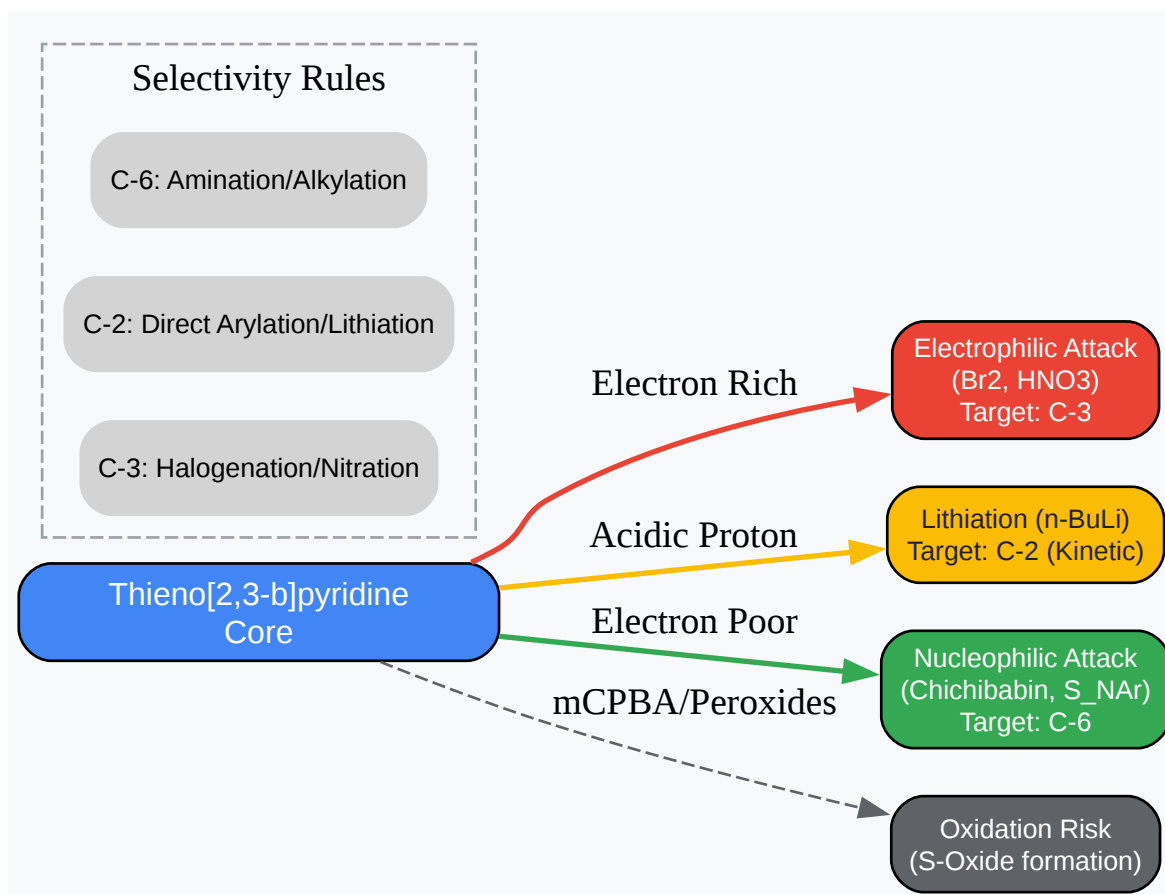 Selectivity Rules
C-6: Amination/Alkylation
C-2: Direct Arylation/Lithiation
C-3: Halogenation/Nitration
Thieno[2,3-b]pyridine
Core
Electron Rich
Acidic Proton
Electron Poor
mCPBA/Peroxides
Electrophilic Attack
(Br2, HNO3)
Target: C-3
Lithiation (n-BuLi)
Target: C-2 (Kinetic)
Nucleophilic Attack
(Chichibabin, S_NAr)
Target: C-6
Oxidation Risk
(S-Oxide formation)